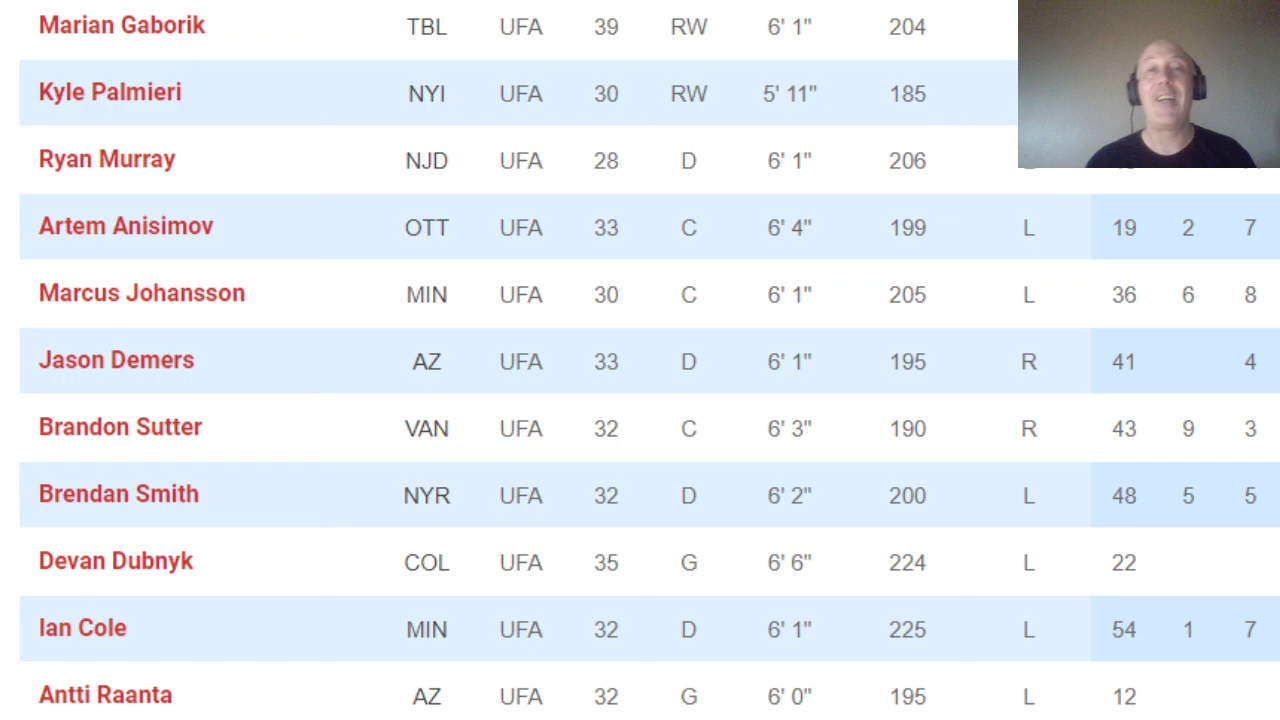 Marian Gaborik TBL UFA 39 RW 6' 1" 204
Kyle Palmieri NYI UFA 30 RW 5' 11" 185
Ryan Murray NJD UFA 28 D 6' 1" 206
Artem Anisimov OTT UFA 33 C 6' 4" 199 L 19 2 7
Marcus Johansson MIN UFA 30 C 6' 1" 205 L 36 6 8
Jason Demers AZ UFA 33 D 6' 1" 195 R 41 4
Brandon Sutter VAN UFA 32 C 6' 3" 190 R 43 9 3
Brendan Smith NYR UFA 32 D 6' 2" 200 L 48 5 5
Devan Dubnyk COL UFA 35 G 6' 6" 224 L 22
Ian Cole MIN UFA 32 D 6' 1" 225 L 54 1 7
Antti Raanta AZ UFA 32 G 6' 0" 195 L 12